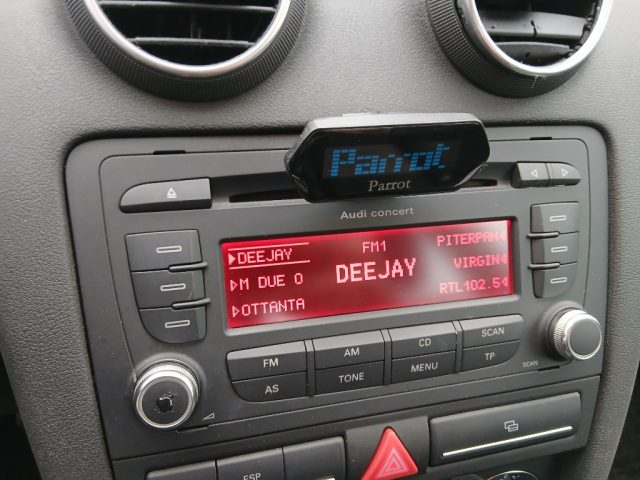 Parrot
Parrot
Audi concert
DEEJAY
M DUE O
OTTANTA
FM1
DEEJAY
PITERPAN
VIRGIN
RTL102.5
FM
AM
CD
SCAN
AS
TONE
MENU
TP
SCAN
ESP